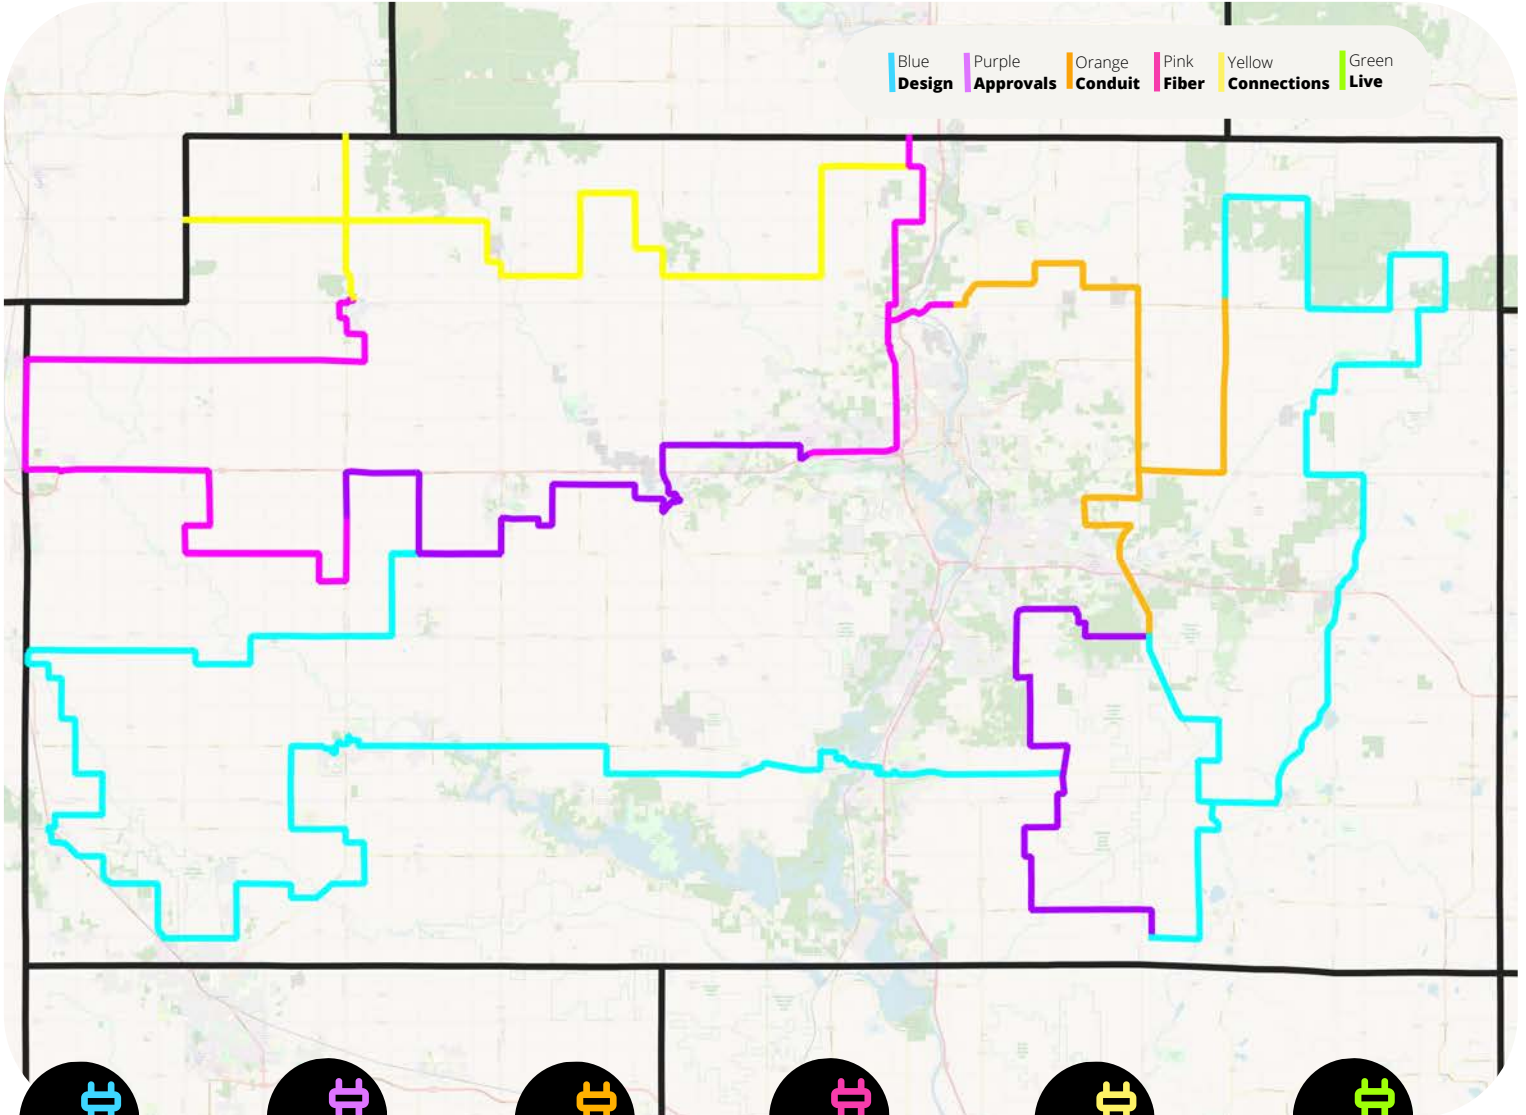 Blue
Design
Purple
Approvals
Orange
Conduit
Pink
Fiber
Yellow
Connections
Green
Live